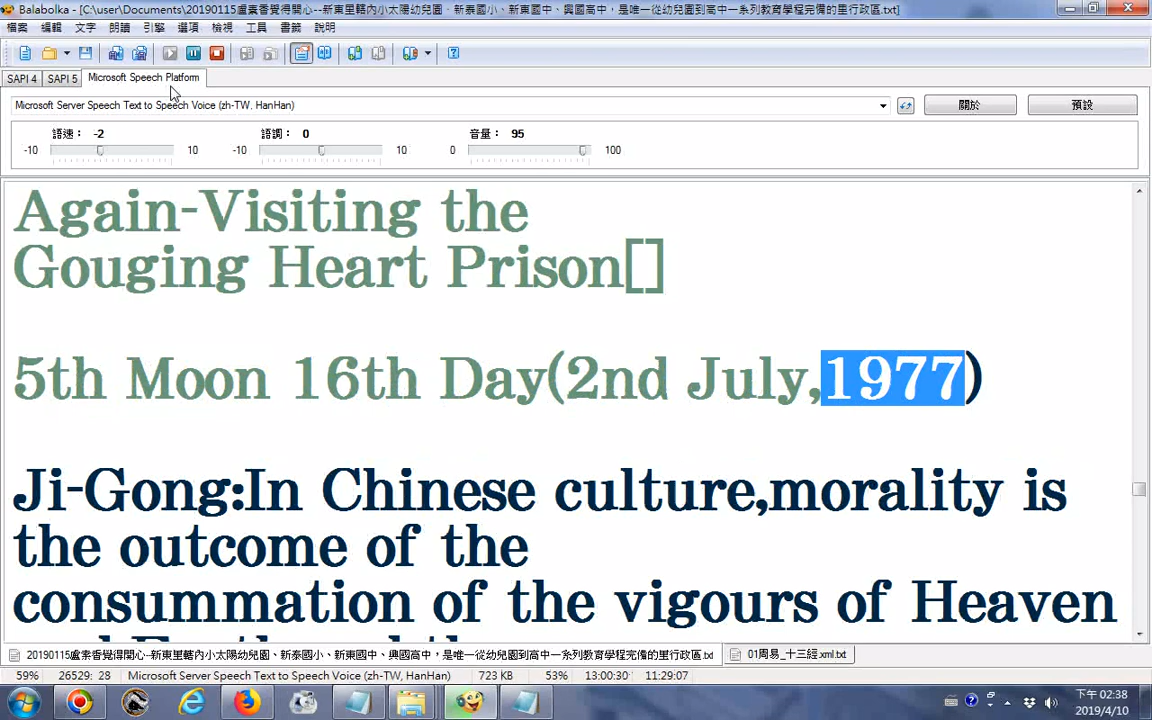 Balabolka - [C:\user\Documents\20190115盧素香覺得開心--新東里轄內小太陽幼兒園、新泰國小、新東國中、興國高中，是唯一從幼兒園到高中一系列教育學程完備的里行政區.txt]
檔案 編輯 文字 朗讀 引擎 選項 檢視 工具 書籤 說明
SAPI 4 SAPI 5 Microsoft Speech Platform
Microsoft Server Speech Text to Speech Voice (zh-TW, HanHan) 關於 預設
語速： -2 語調： 0 音量： 95
-10 10 -10 10 0 100
Again-Visiting the
Gouging Heart Prison[]
5th Moon 16th Day(2nd July,1977)
Ji-Gong:In Chinese culture,morality is
the outcome of the
consummation of the vigours of Heaven
and Earth and the
20190115盧素香覺得開心--新東里轄內小太陽幼兒園、新泰國小、新東國中、興國高中，是唯一從幼兒園到高中一系列教育學程完備的里行政區.txt 01周易_十三經.xml.txt
59% 26529: 28 Microsoft Server Speech Text to Speech Voice (zh-TW, HanHan) 723 KB 53% 13:00:30 11:29:07
下午 02:38
2019/4/10